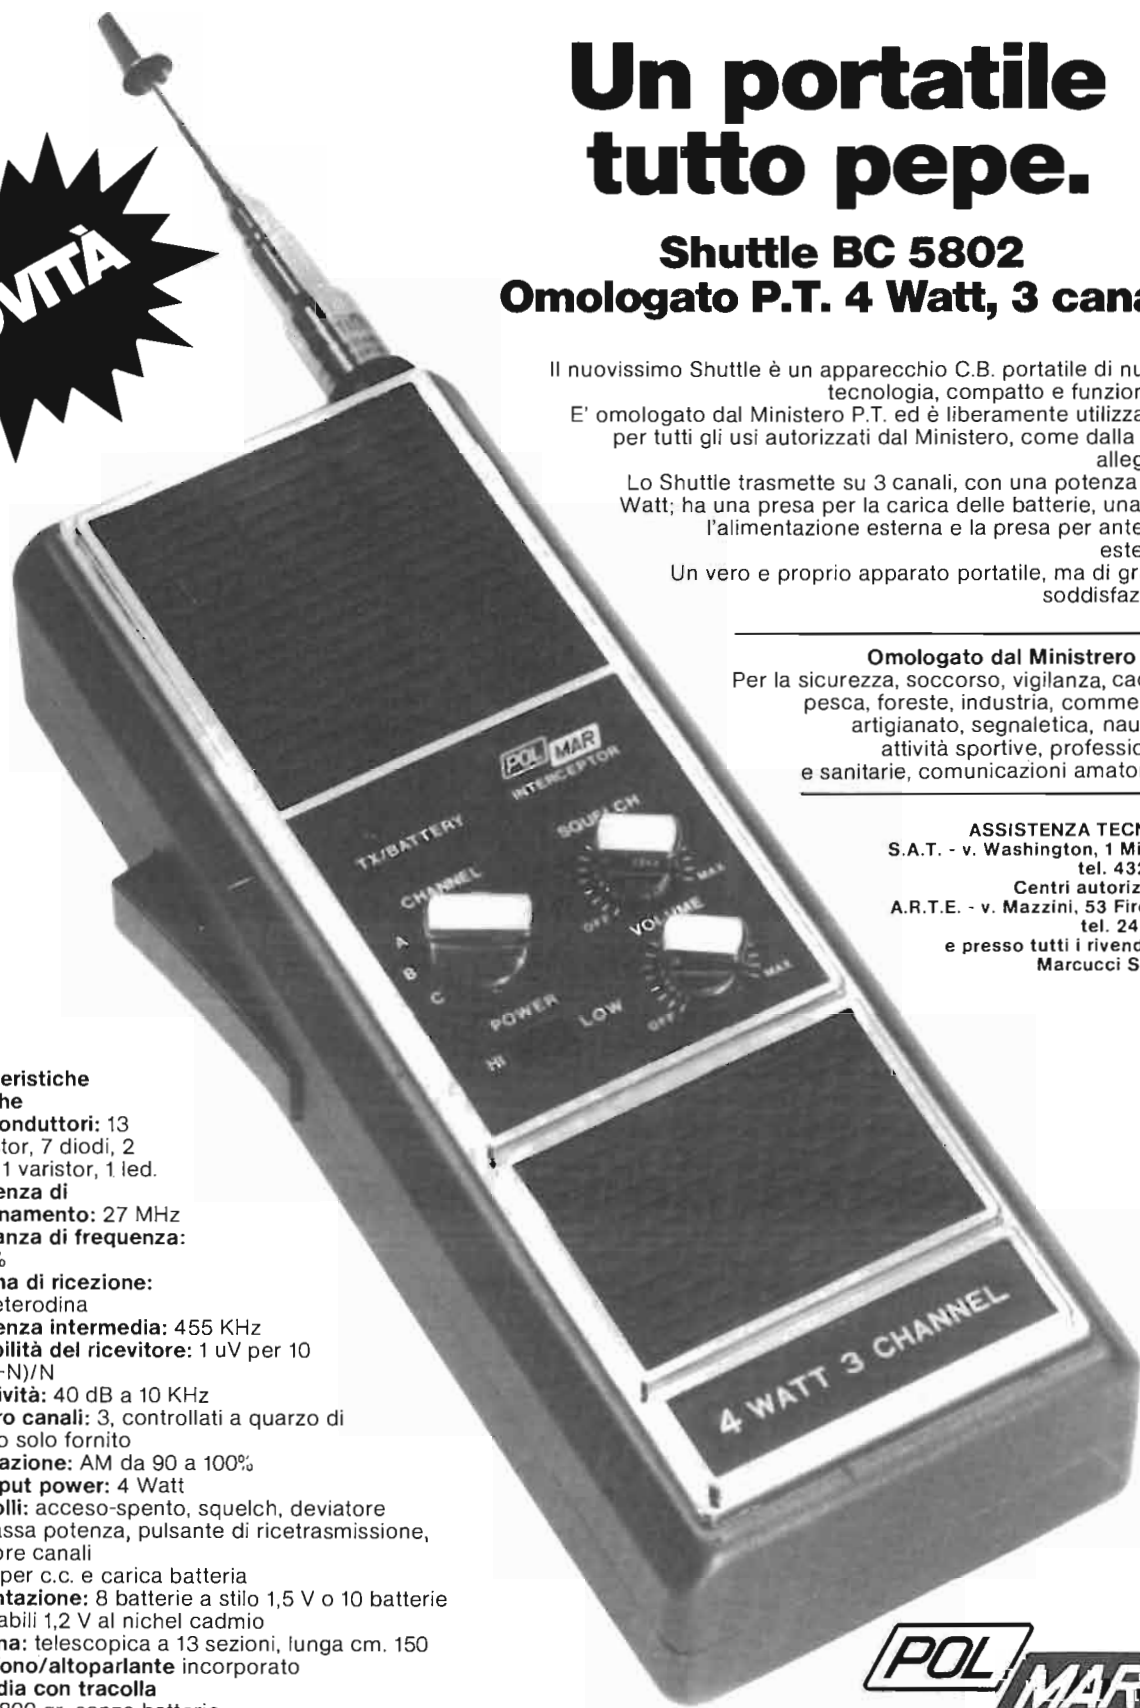 Un portatile
tutto pepe.
Shuttle BC 5802
Omologato P.T. 4 Watt, 3 cana
OVITÀ
Il nuovissimo Shuttle è un apparecchio C.B. portatile di nu
tecnologia, compatto e funzion
E' omologato dal Ministero P.T. ed è liberamente utilizza
per tutti gli usi autorizzati dal Ministero, come dalla
alleg
Lo Shuttle trasmette su 3 canali, con una potenza
Watt; ha una presa per la carica delle batterie, una
l'alimentazione esterna e la presa per ante
este
Un vero e proprio apparato portatile, ma di gr
soddisfaz
Omologato dal Ministrero
Per la sicurezza, soccorso, vigilanza, cac
pesca, foreste, industria, comme
artigianato, segnaletica, nau
attività sportive, professio
e sanitarie, comunicazioni amato
ASSISTENZA TECN
S.A.T. - v. Washington, 1 Mi
tel. 432
Centri autoriz
A.R.T.E. - v. Mazzini, 53 Fire
tel. 24
e presso tutti i rivend
Marcucci S
POL MAR
INTERCEPTOR
TX/BATTERY
SQUELCH
MAX
OFF
CHANNEL
A
B
C
VOLUME
MAX
OFF
POWER
HI
LOW
4 WATT 3 CHANNEL
eristiche
he
onduttori: 13
tor, 7 diodi, 2
1 varistor, 1 led.
enza di
namento: 27 MHz
anza di frequenza:
%
na di ricezione:
eterodina
enza intermedia: 455 KHz
bilità del ricevitore: 1 uV per 10
-N)/N
ività: 40 dB a 10 KHz
ro canali: 3, controllati a quarzo di
o solo fornito
azione: AM da 90 a 100%
put power: 4 Watt
olli: acceso-spento, squelch, deviatore
assa potenza, pulsante di ricetrasmissione,
ore canali
per c.c. e carica batteria
ntazione: 8 batterie a stilo 1,5 V o 10 batterie
abili 1,2 V al nichel cadmio
na: telescopica a 13 sezioni, lunga cm. 150
ono/altoparlante incorporato
dia con tracolla
800 gr. senza batterie
POL MAR